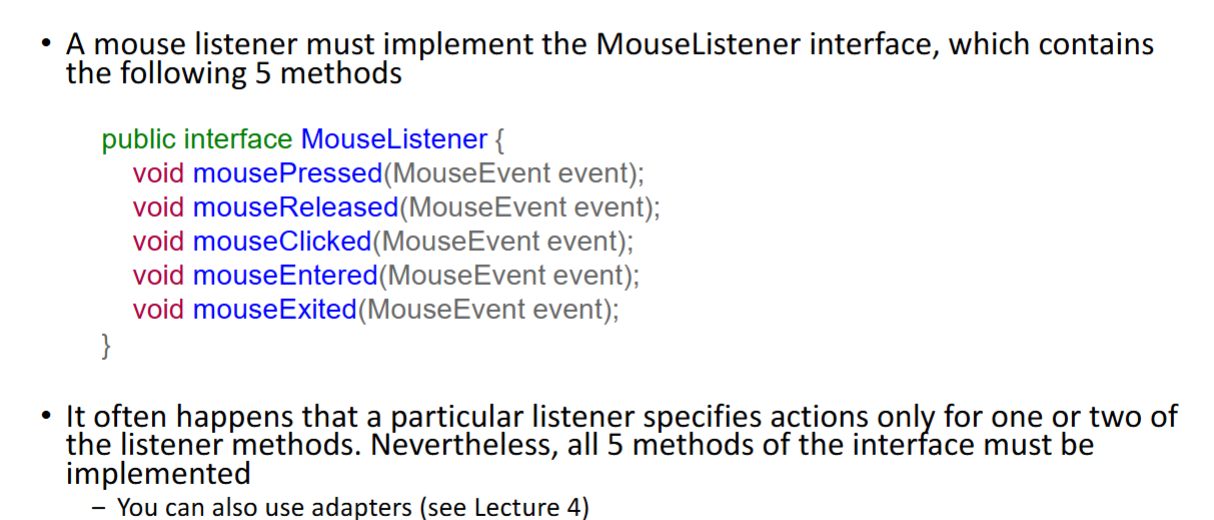 • A mouse listener must implement the MouseListener interface, which contains
the following 5 methods
public interface MouseListener {
void mousePressed(MouseEvent event);
void mouseReleased(MouseEvent event);
void mouseClicked(MouseEvent event);
void mouseEntered(MouseEvent event);
void mouseExited(MouseEvent event);
}
• It often happens that a particular listener specifies actions only for one or two of
the listener methods. Nevertheless, all 5 methods of the interface must be
implemented
– You can also use adapters (see Lecture 4)